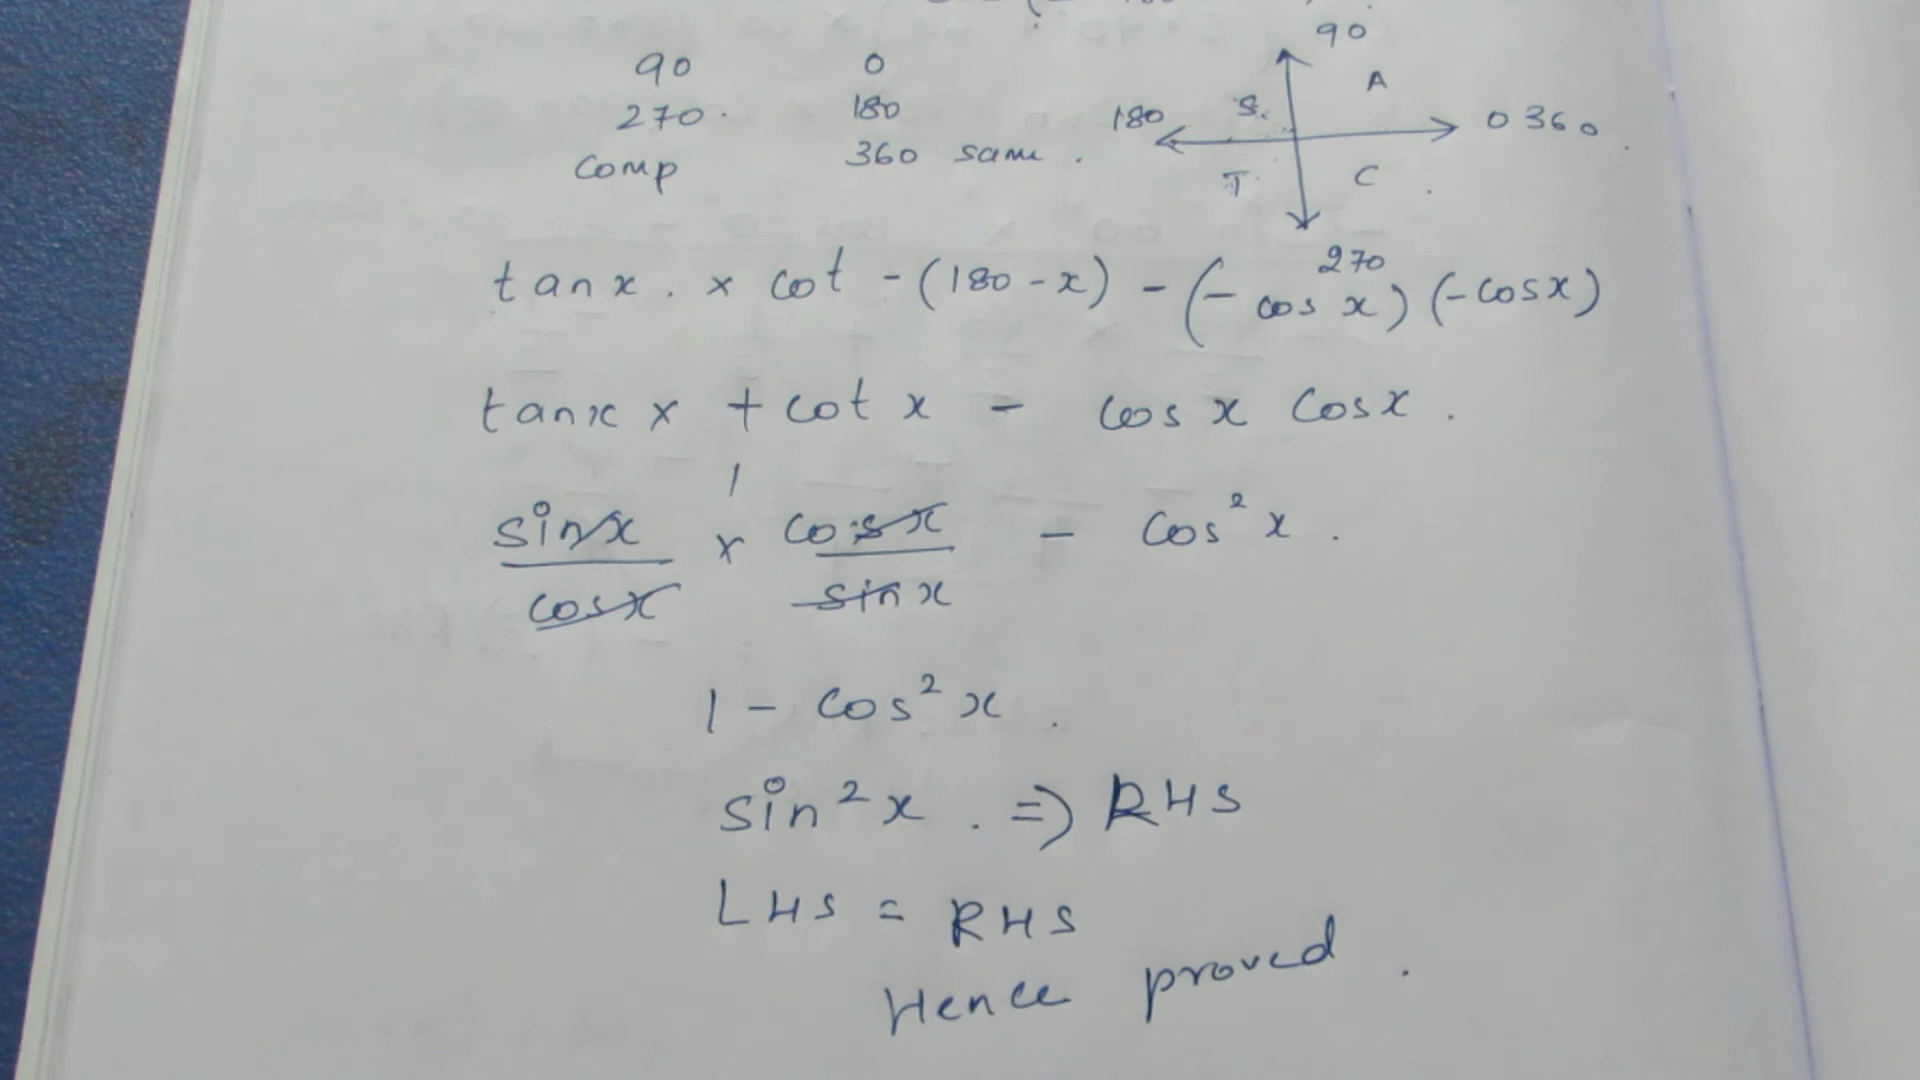 90 0 90
270 180 180 S A 0 360
Comp 360 same . T C
270
tan x . x cot - (180 - x) - (- cos x) (- cos x)
tan x x + cot x - cos x cos x .
1
sin x x cos x - cos² x .
cos x sin x
1 - cos² x .
sin² x . => RHS
LHS = RHS
Hence proved .